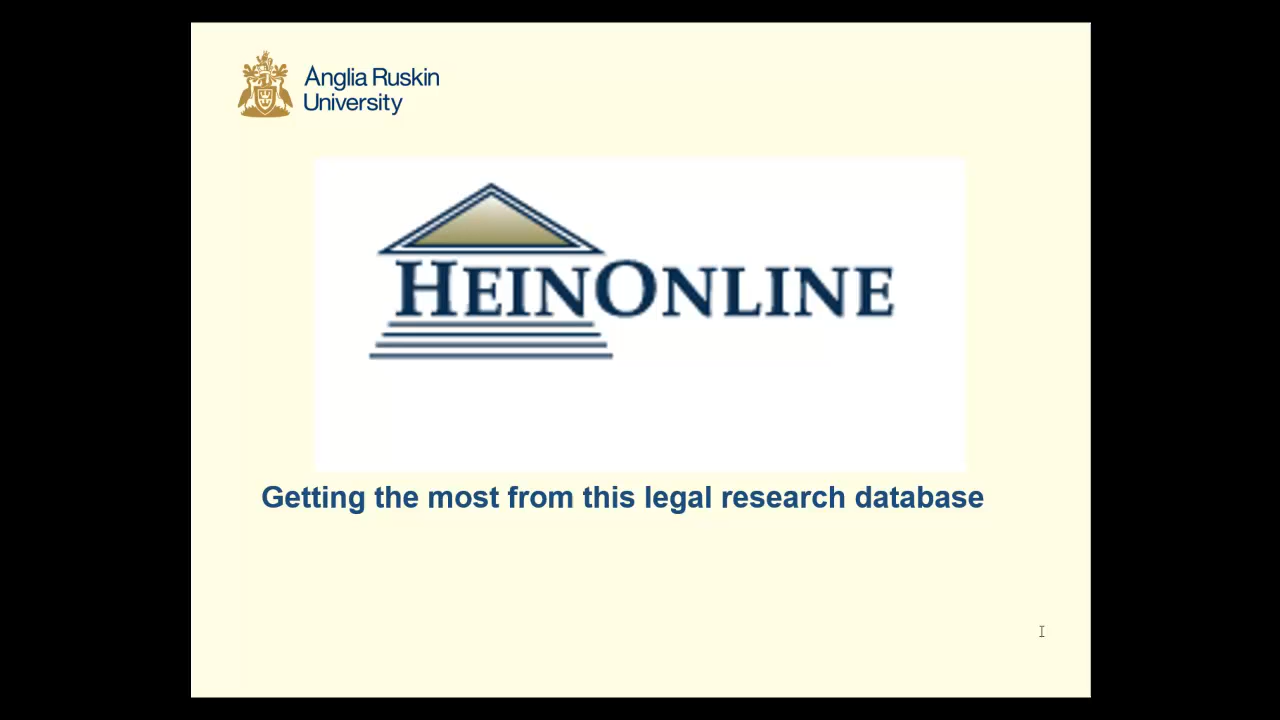 Anglia Ruskin
University
HEINONLINE
Getting the most from this legal research database